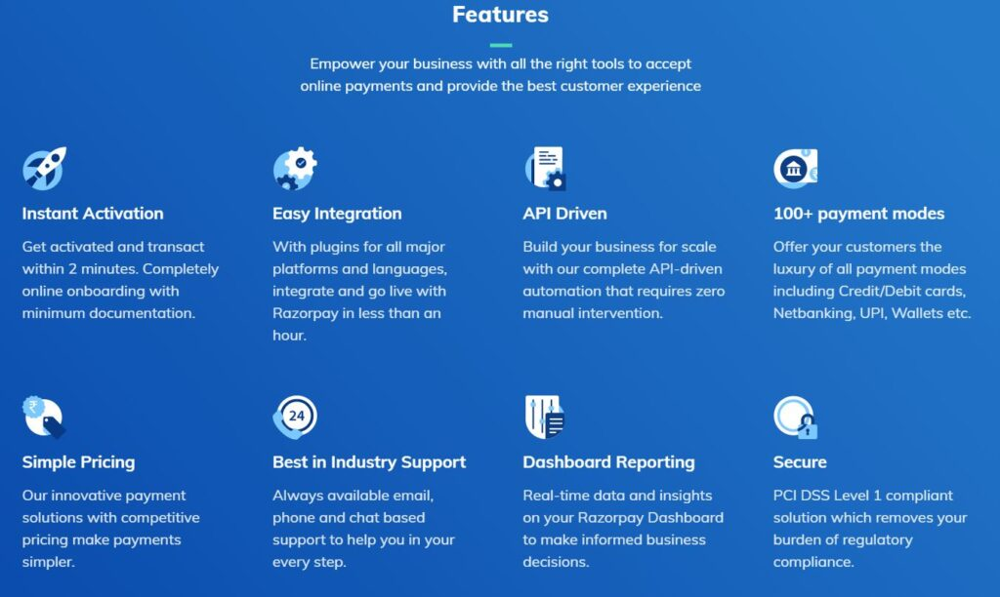 Features
Empower your business with all the right tools to accept
online payments and provide the best customer experience
Instant Activation
Get activated and transact
within 2 minutes. Completely
online onboarding with
minimum documentation.
Easy Integration
With plugins for all major
platforms and languages,
integrate and go live with
Razorpay in less than an
hour.
API Driven
Build your business for scale
with our complete API-driven
automation that requires zero
manual intervention.
100+ payment modes
Offer your customers the
luxury of all payment modes
including Credit/Debit cards,
Netbanking, UPI, Wallets etc.
₹
Simple Pricing
Our innovative payment
solutions with competitive
pricing make payments
simpler.
24
Best in Industry Support
Always available email,
phone and chat based
support to help you in your
every step.
Dashboard Reporting
Real-time data and insights
on your Razorpay Dashboard
to make informed business
decisions.
Secure
PCI DSS Level 1 compliant
solution which removes your
burden of regulatory
compliance.